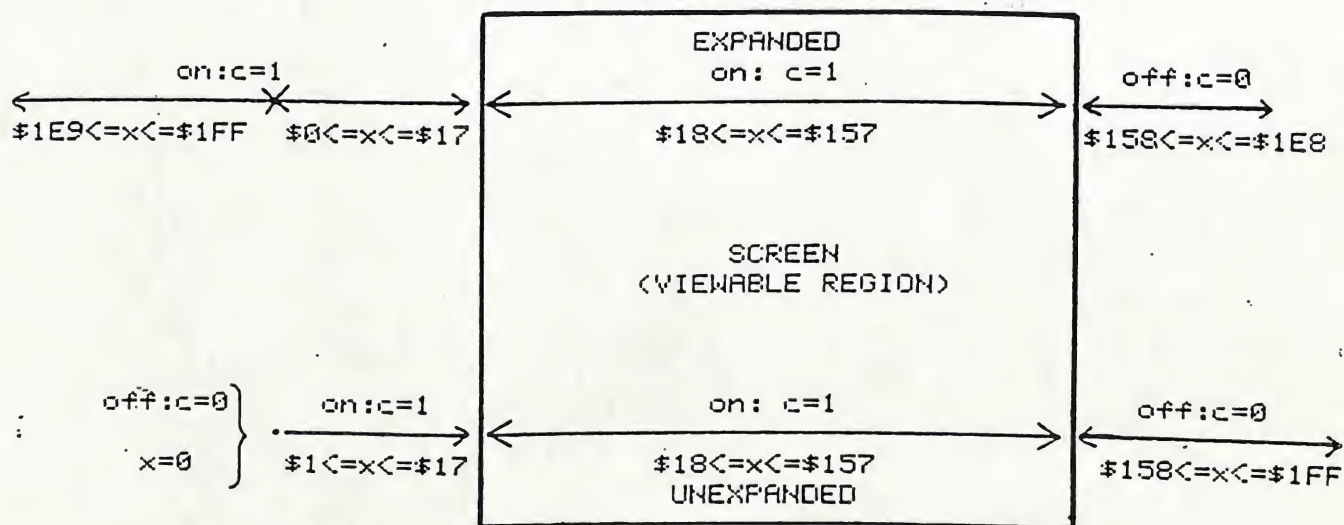 EXPANDED
on:c=1
on: c=1
off:c=0
$1E9<=x<=$1FF
$0<=x<=$17
$18<=x<=$157
$158<=x<=$1E8
SCREEN
(VIEWABLE REGION)
off:c=0
on:c=1
on: c=1
off:c=0
x=0
$1<=x<=$17
$18<=x<=$157
$158<=x<=$1FF
UNEXPANDED